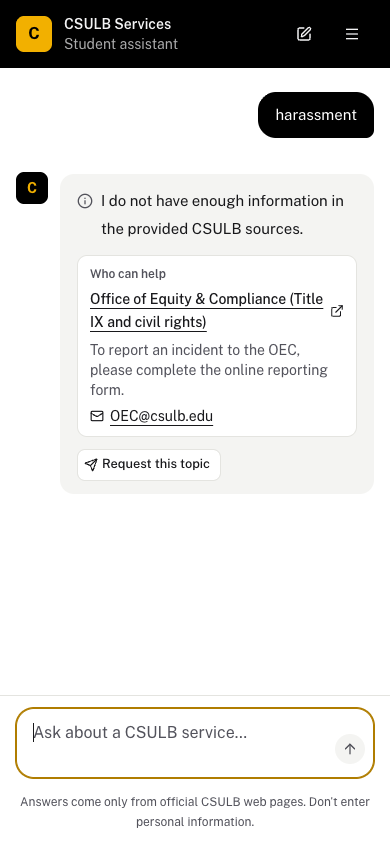 C
CSULB Services
Student assistant
harassment
C
I do not have enough information in
the provided CSULB sources.
Who can help
Office of Equity & Compliance (Title
IX and civil rights)
To report an incident to the OEC,
please complete the online reporting
form.
OEC@csulb.edu
Request this topic
Ask about a CSULB service...
Answers come only from official CSULB web pages. Don't enter
personal information.